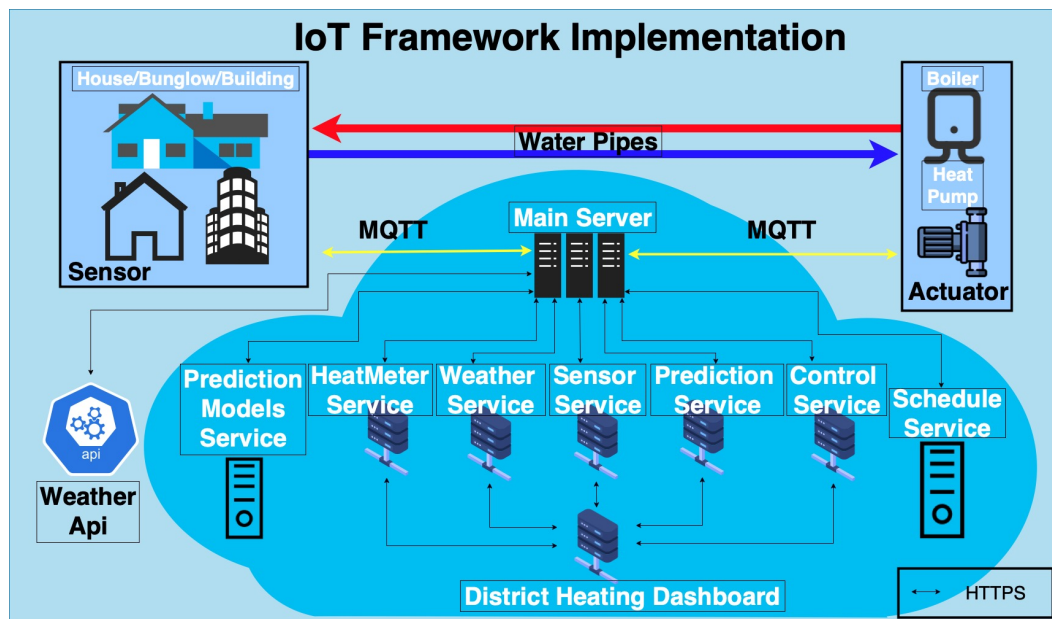 IoT Framework Implementation
House/Bunglow/Building
Boiler
Water Pipes
Heat
Pump
Main Server
MQTT
MQTT
Sensor
Actuator
Prediction
Models
Service
HeatMeter
Service
Weather
Service
Sensor
Service
Prediction
Service
Control
Service
Schedule
Service
api
Weather
Api
District Heating Dashboard
HTTPS